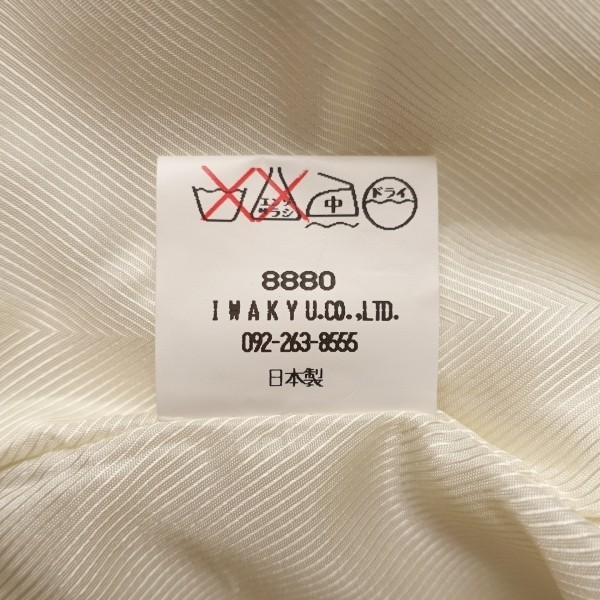 エンソ サラシ 中 ドライ
8880
IWAKYU.CO.,LTD.
092-263-8555
日本製